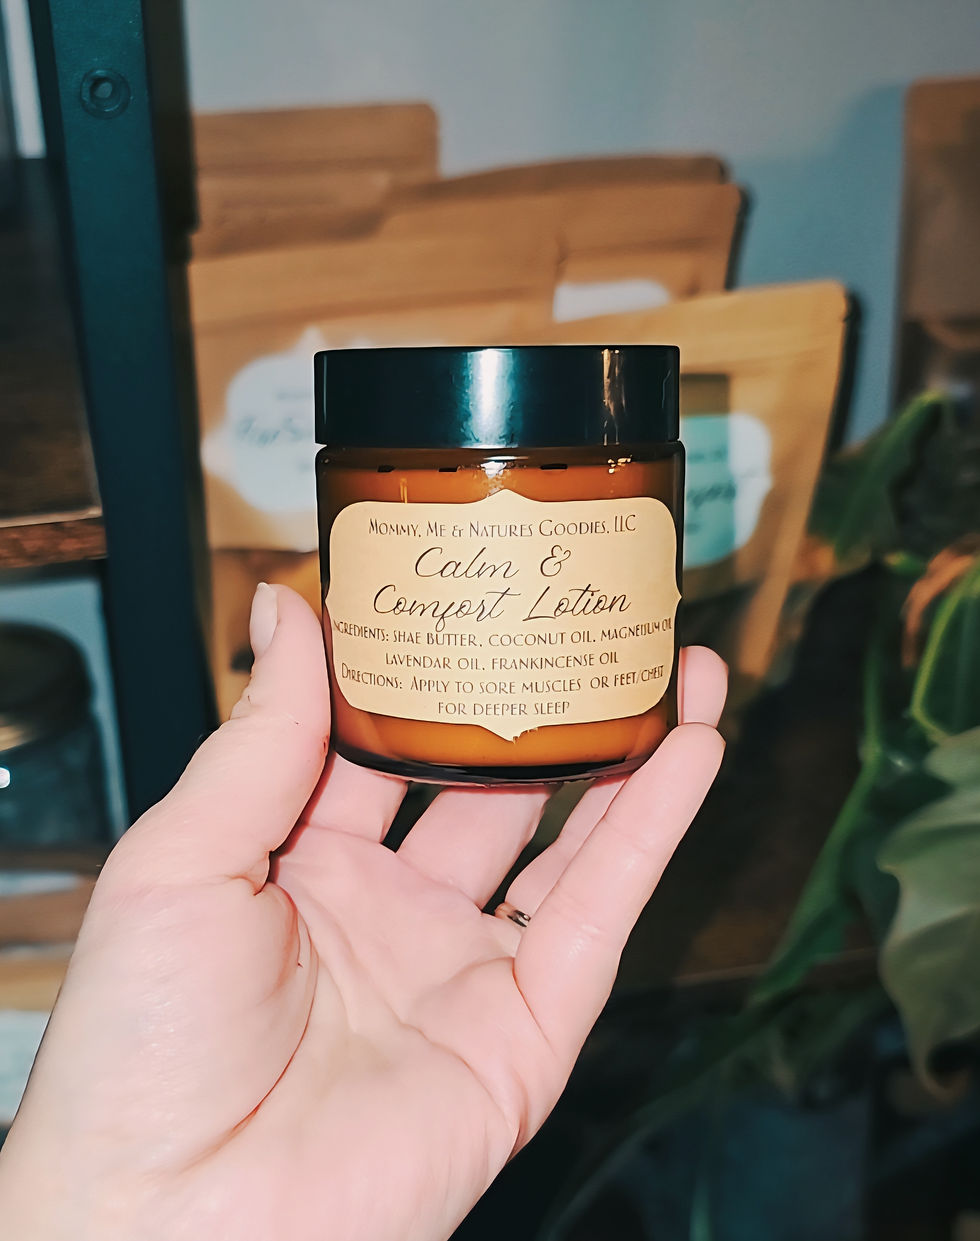 Mommy, Me & Natures Goodies, LLC
Calm &
Comfort Lotion
Ingredients: Shae Butter, Coconut Oil, Magnesium Oil
Lavendar Oil, Frankincense Oil
Directions: Apply to sore muscles or feet/chest
for deeper sleep